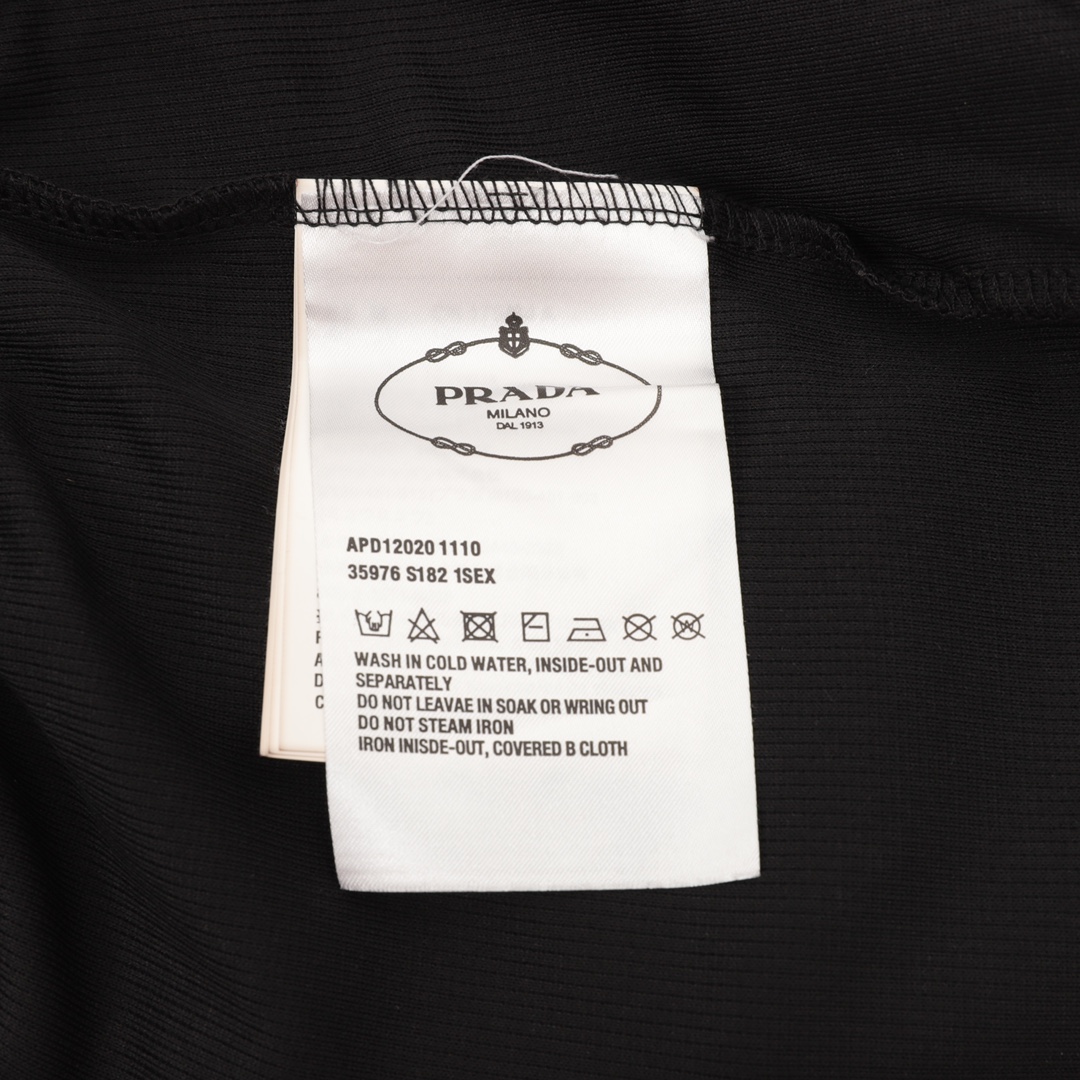 PRADA
MILANO
DAL 1913
APD12020 1110
35976 S182 1SEX
WASH IN COLD WATER, INSIDE-OUT AND
SEPARATELY
DO NOT LEAVAE IN SOAK OR WRING OUT
DO NOT STEAM IRON
IRON INISDE-OUT, COVERED B CLOTH